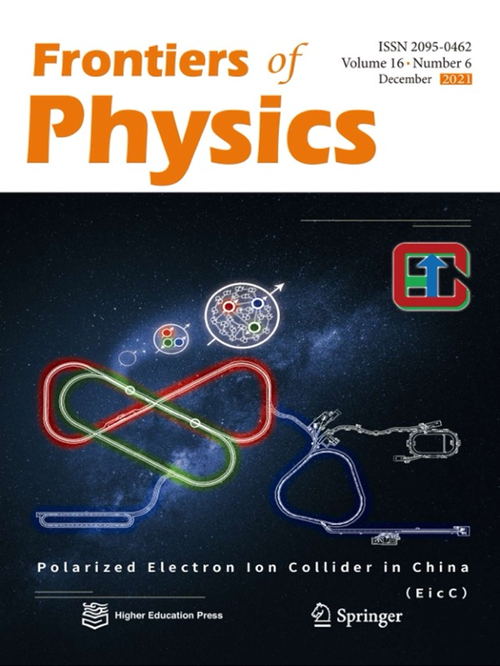 Frontiers of
Physics
ISSN 2095-0462
Volume 16 • Number 6
December 2021
Polarized Electron Ion Collider in China
(EicC)
Higher Education Press
Springer